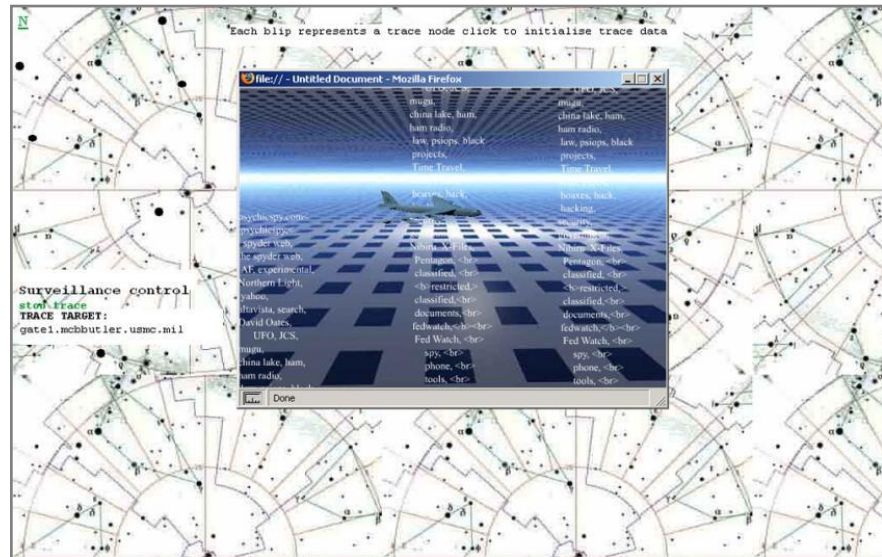 N
Each blip represents a trace node click to initialise trace data
file:// - Untitled Document - Mozilla Firefox
psychicspy.com<
psychicspy,<
spyder web,
the spyder web,
AF, experimental,
Northern Light,
yahoo,
altavista, search,
David Oates,
UFO, JCS,
mugu,
china lake, ham,
ham radio,
UFO, JCS,
mugu,
china lake, ham,
ham radio,
law, psiops, black
projects,
Time Travel,
hoaxes, hack,
Nibiru X-Files,
Pentagon, <br>
classified, <br>
<b>restricted,>
classified,<br>
documents,<br>
fedwatch,</b><br>
Fed Watch, <br>
spy, <br>
phone, <br>
tools, <br>
UFO, JCS,
mugu,
china lake, ham,
ham radio,
law, psiops, black
projects,
Time Travel,
hoaxes, hack,
hacking,
security,
government,
Nibiru X-Files,
Pentagon, <br>
classified, <br>
<b>restricted,>
classified,<br>
documents,<br>
fedwatch,</b><br>
Fed Watch, <br>
spy, <br>
phone, <br>
tools, <br>
Done
Surveillance control
stop trace
TRACE TARGET:
gate1.mcbbutler.usmc.mil